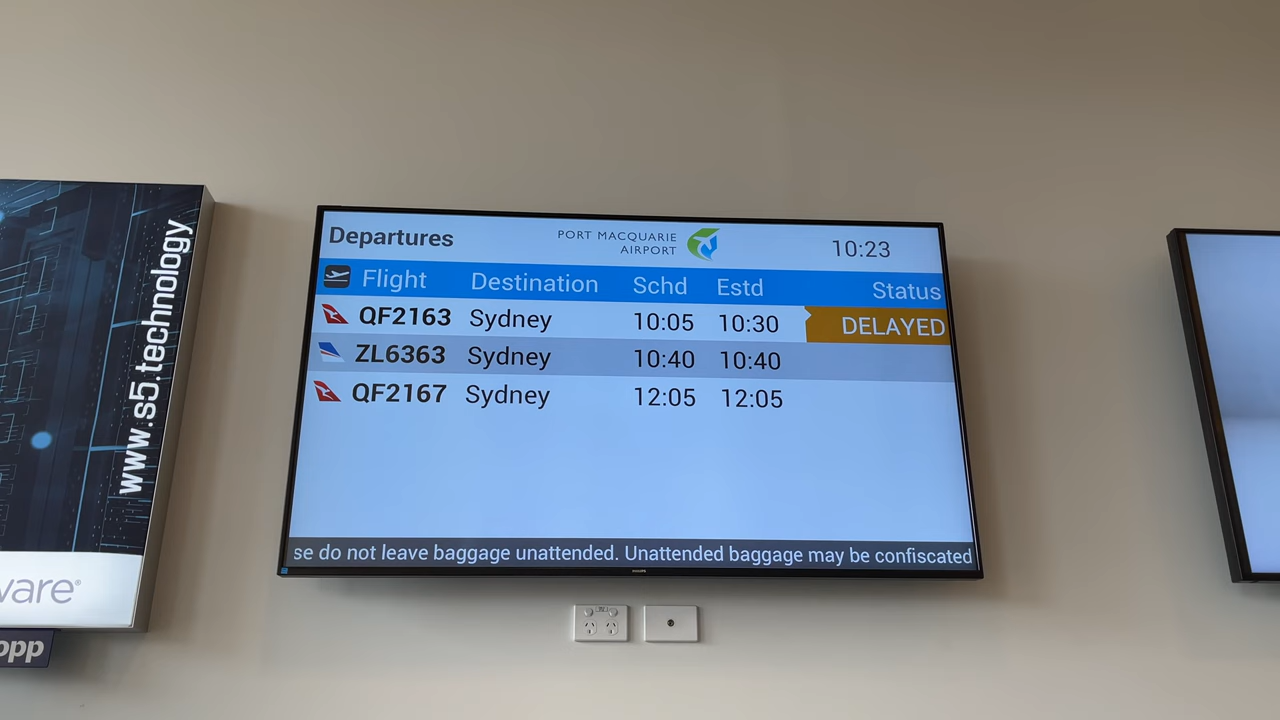 Departures
PORT MACQUARIE
AIRPORT
10:23
Flight Destination Schd Estd Status
QF2163 Sydney 10:05 10:30 DELAYED
ZL6363 Sydney 10:40 10:40
QF2167 Sydney 12:05 12:05
se do not leave baggage unattended. Unattended baggage may be confiscated
www.s5.technology
vare®
opp